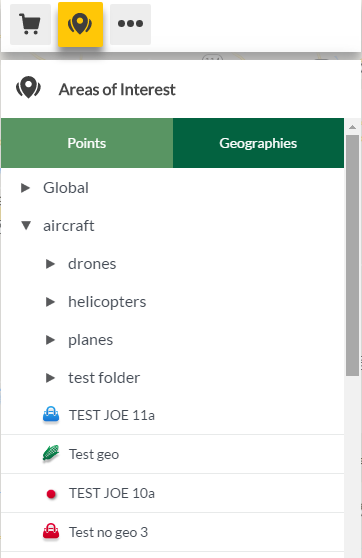 Areas of Interest
Points Geographies
Global
aircraft
drones
helicopters
planes
test folder
TEST JOE 11a
Test geo
TEST JOE 10a
Test no geo 3